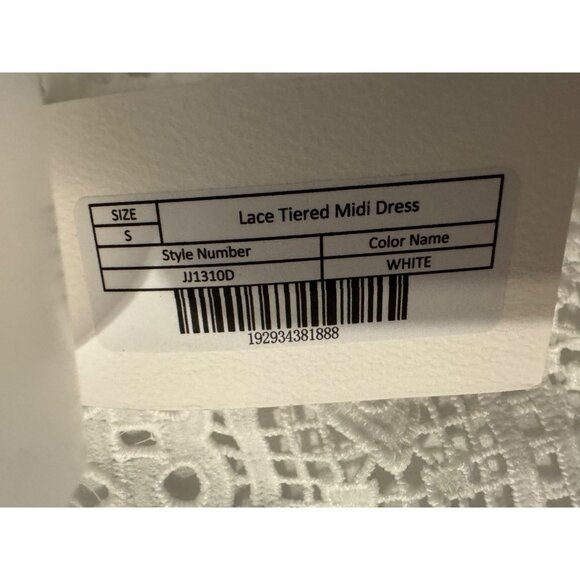 SIZE Lace Tiered Midi Dress
S
Style Number Color Name
JJ1310D WHITE
192934381888